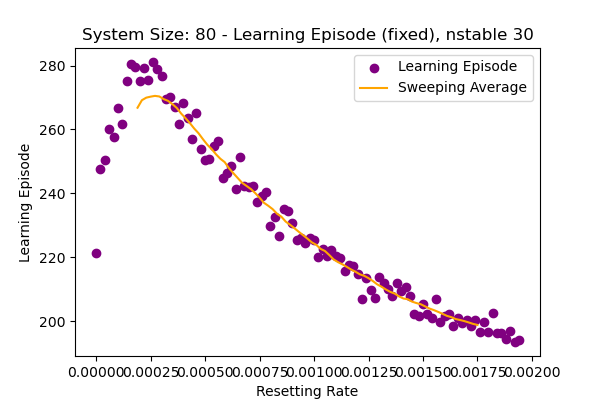 System Size: 80 - Learning Episode (fixed), nstable 30
Learning Episode
Sweeping Average
Learning Episode
280
260
240
220
200
0.00000 0.00025 0.00050 0.00075 0.00100 0.00125 0.00150 0.00175 0.00200
Resetting Rate